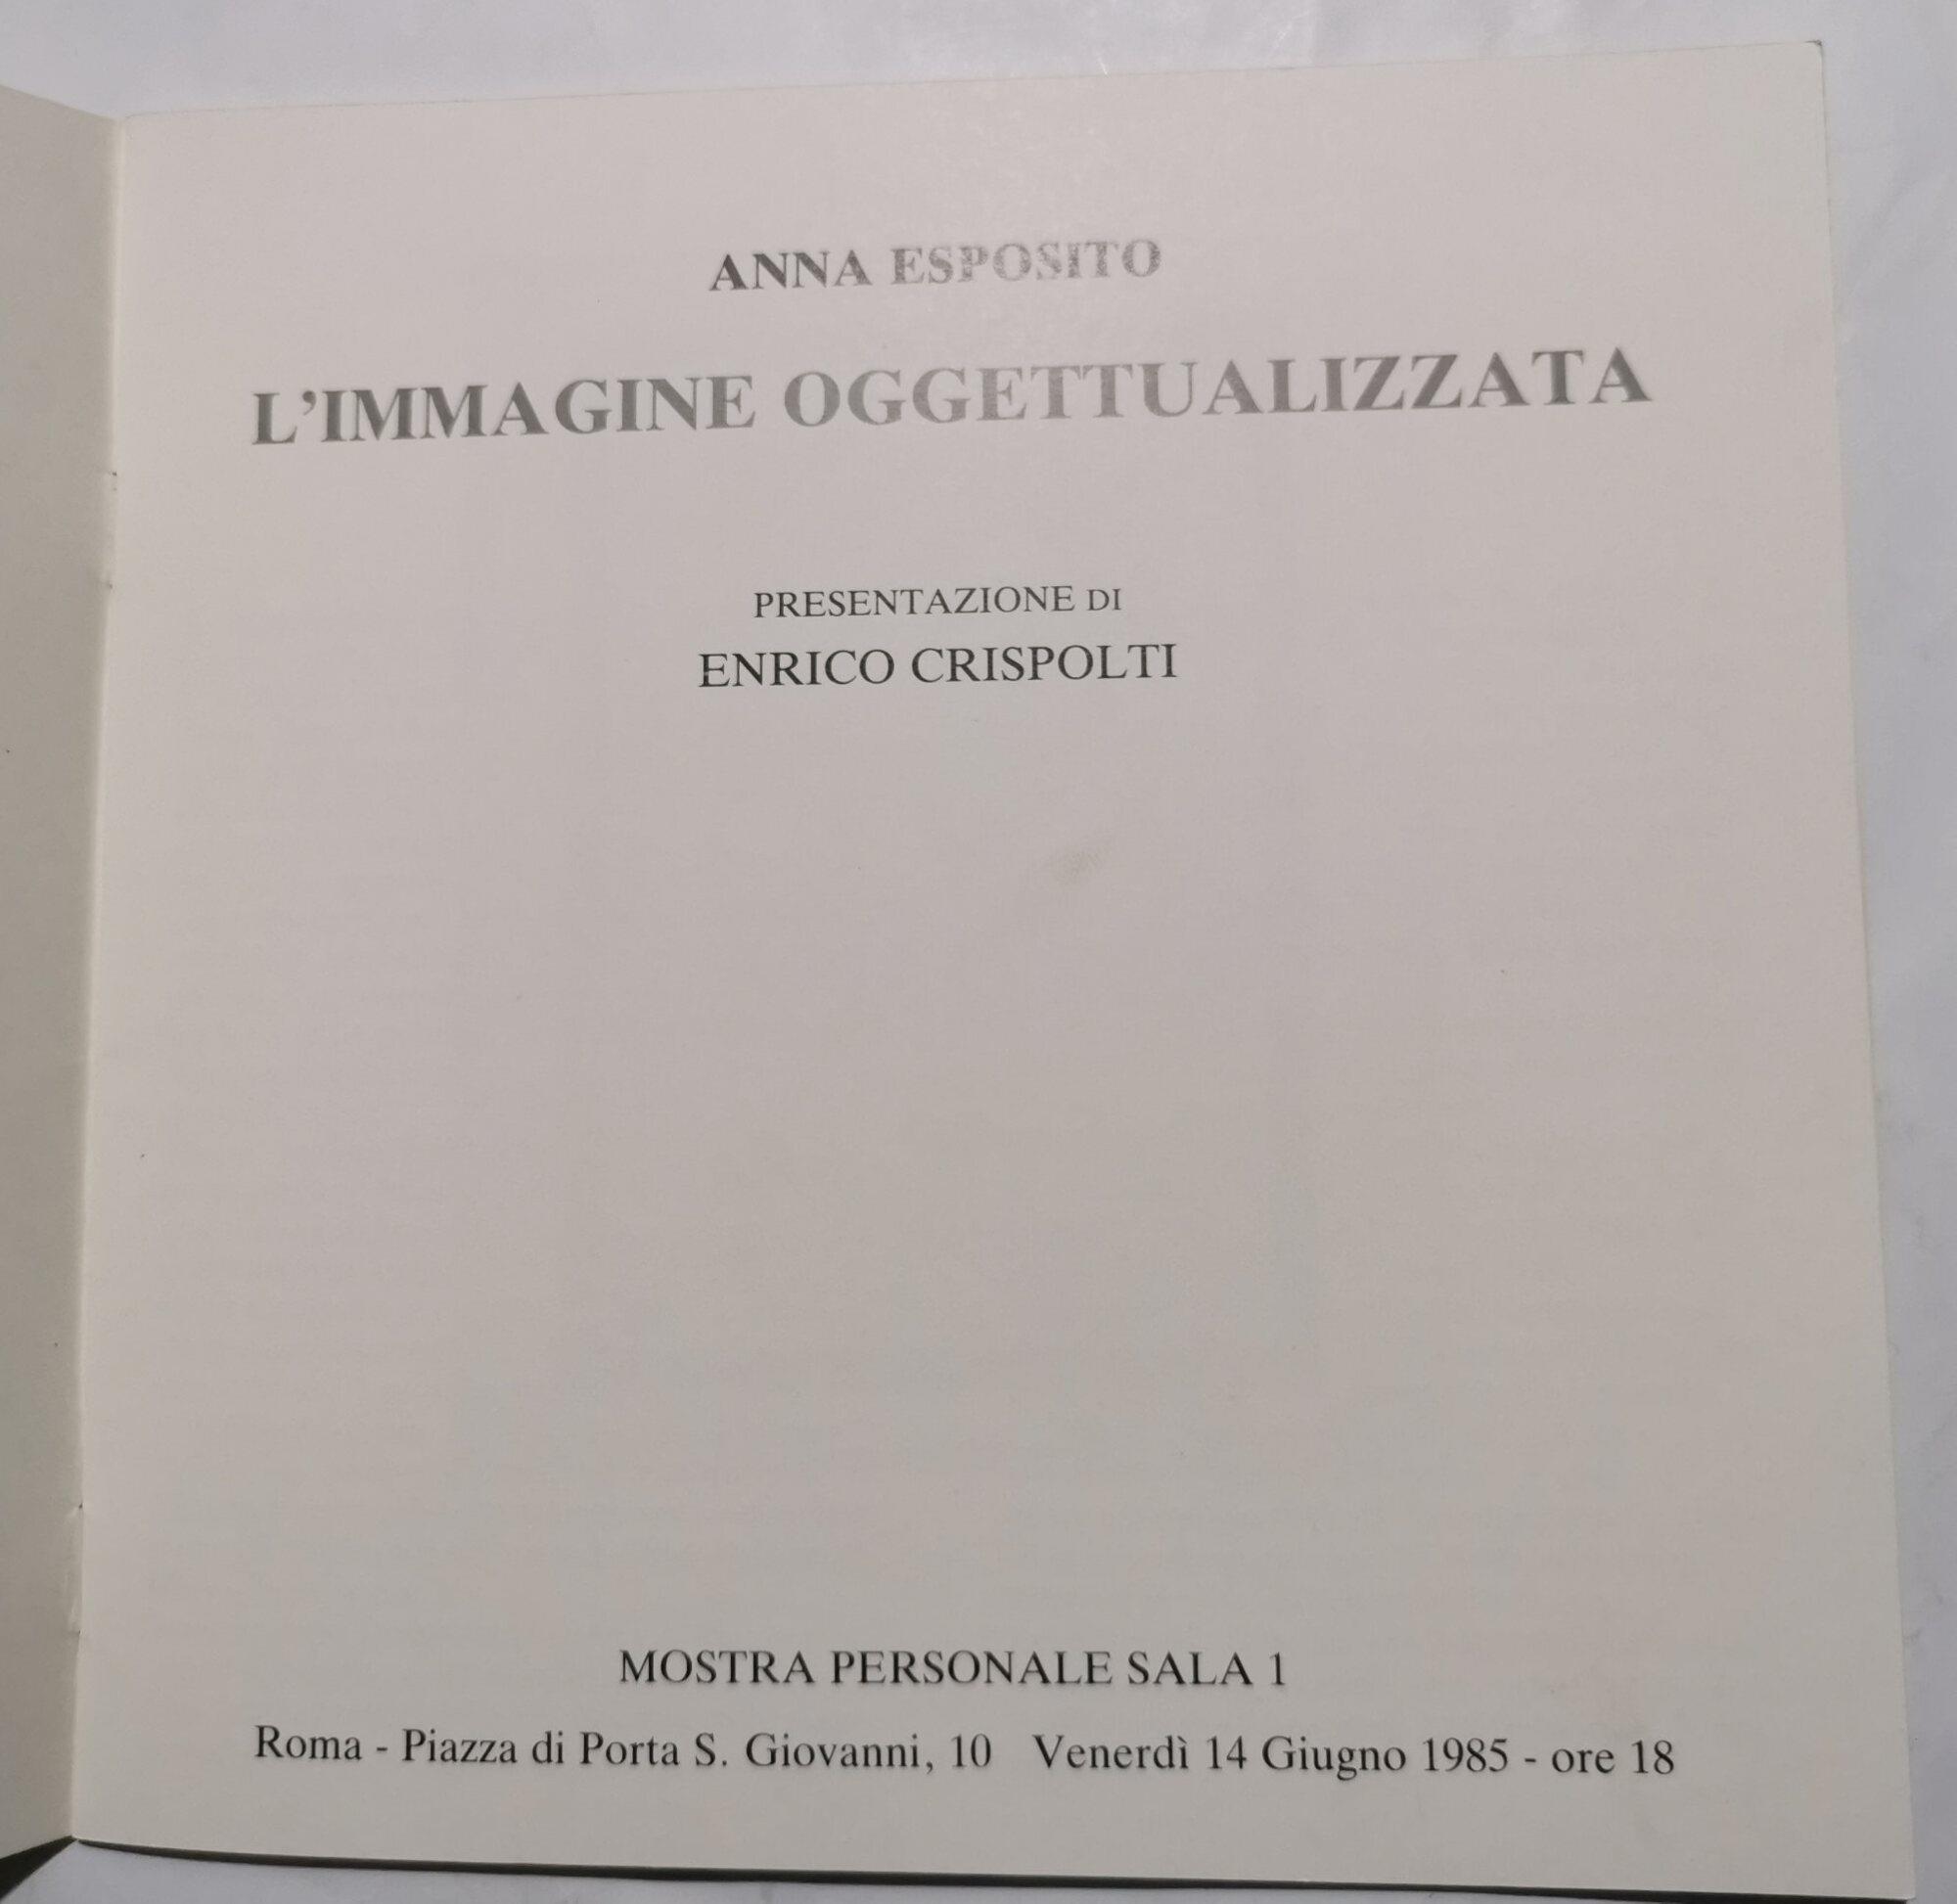 ANNA ESPOSITO
L'IMMAGINE OGGETTUALIZZATA
PRESENTAZIONE DI
ENRICO CRISPOLTI
MOSTRA PERSONALE SALA 1
Roma - Piazza di Porta S. Giovanni, 10 Venerdì 14 Giugno 1985 - ore 18